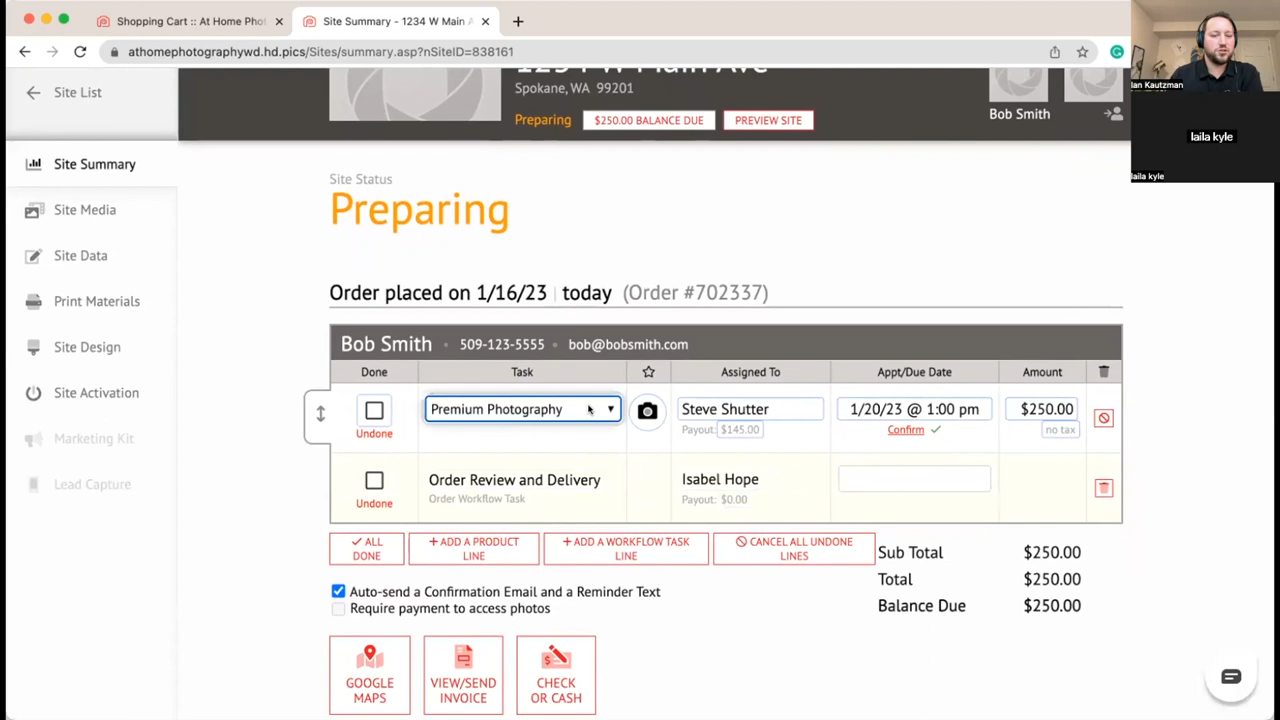 Shopping Cart :: At Home Phot
Site Summary - 1234 W Main A
athomephotographywd.hd.pics/Sites/summary.asp?nSiteID=838161
Site List
1234 W Main Ave
Spokane, WA 99201
Preparing
$250.00 BALANCE DUE
PREVIEW SITE
Bob Smith
Ian Kautzman
laila kyle
laila kyle
Site Summary
Site Media
Site Data
Print Materials
Site Design
Site Activation
Marketing Kit
Lead Capture
Site Status
Preparing
Order placed on 1/16/23 | today (Order #702337)
Bob Smith • 509-123-5555 • bob@bobsmith.com
Done Task Assigned To Appt/Due Date Amount
Premium Photography Steve Shutter 1/20/23 @ 1:00 pm $250.00
Undone Payout: $145.00 Confirm no tax
Order Review and Delivery Isabel Hope
Order Workflow Task
Undone Payout: $0.00
ALL DONE
+ ADD A PRODUCT LINE
+ ADD A WORKFLOW TASK LINE
CANCEL ALL UNDONE LINES
Sub Total $250.00
Total $250.00
Balance Due $250.00
Auto-send a Confirmation Email and a Reminder Text
Require payment to access photos
GOOGLE MAPS
VIEW/SEND INVOICE
CHECK OR CASH